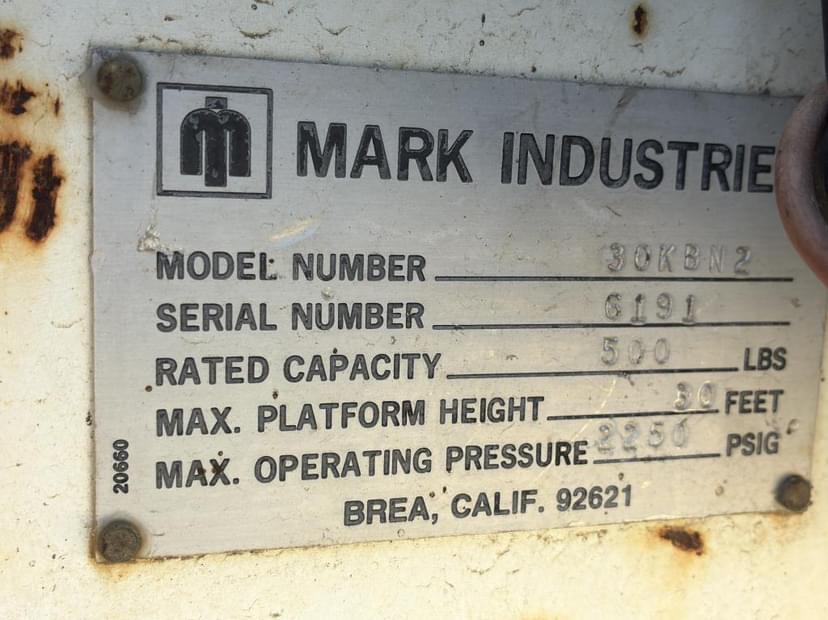 MARK INDUSTRIE
MODEL NUMBER 30KBN2
SERIAL NUMBER 6191
RATED CAPACITY 500 LBS
MAX. PLATFORM HEIGHT 30 FEET
MAX. OPERATING PRESSURE 2250 PSIG
BREA, CALIF. 92621
20660